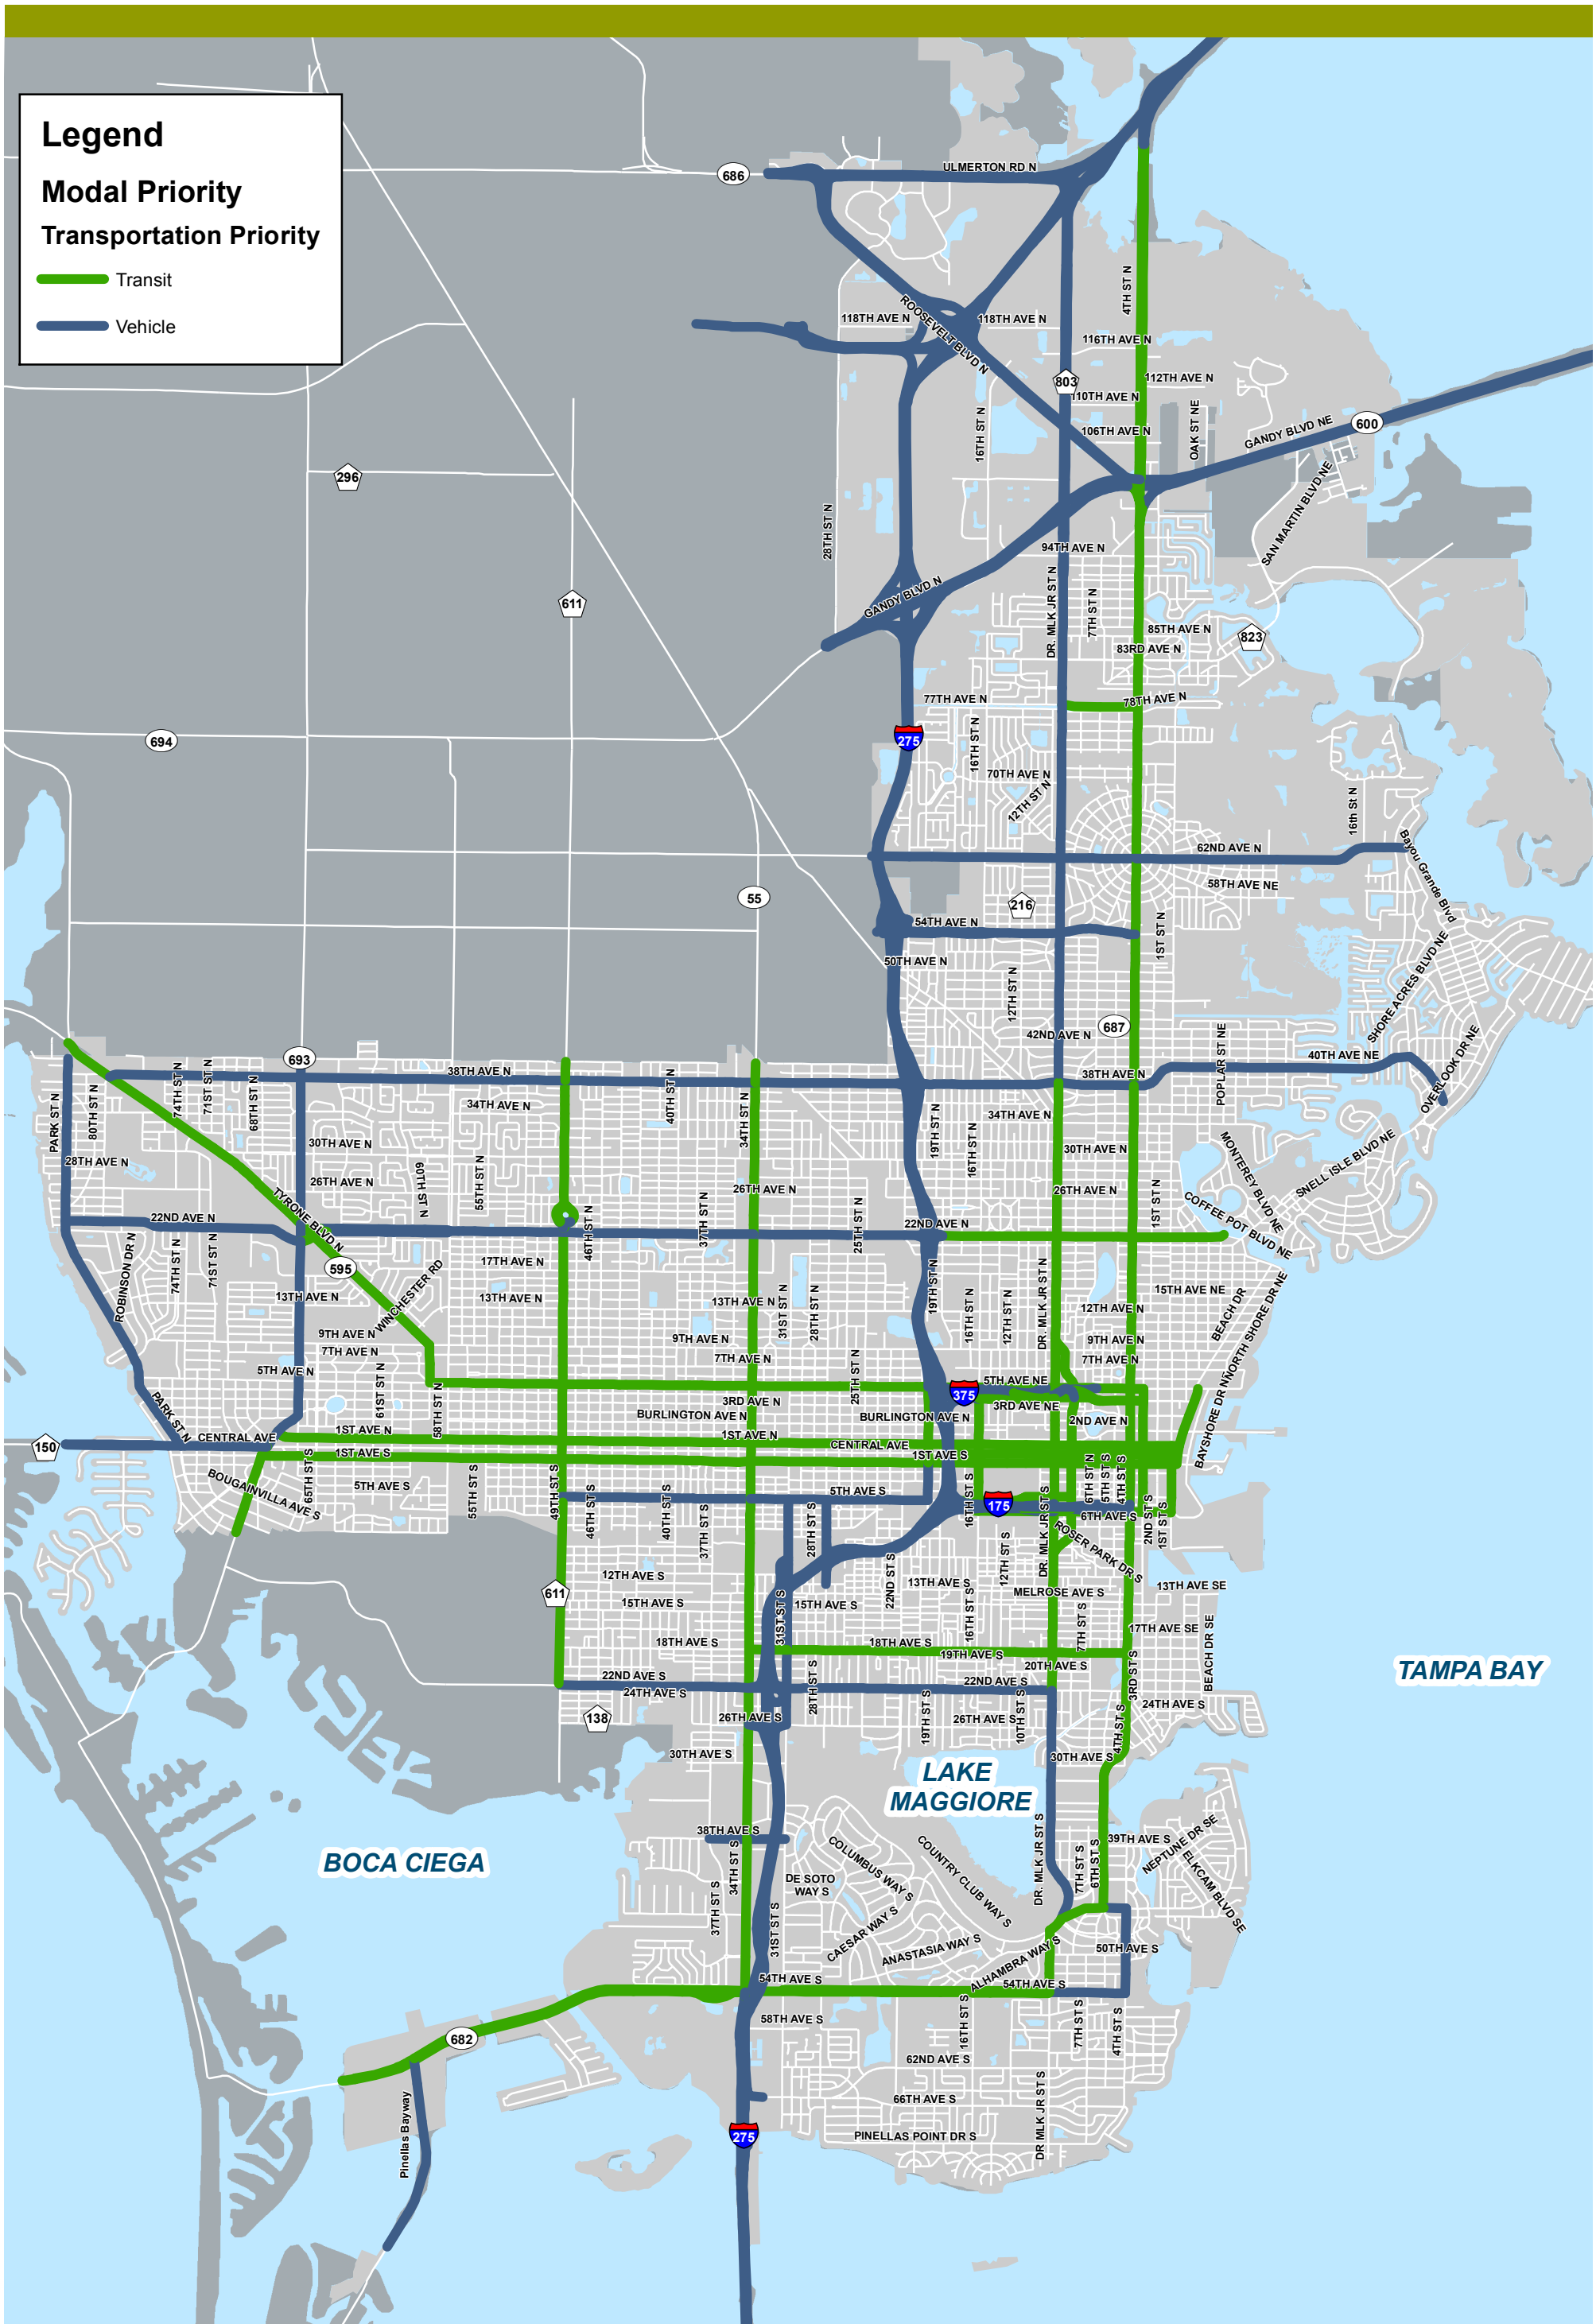 Legend
Modal Priority
Transportation Priority
Transit
Vehicle
686
ULMERTON RD N
ROOSEVELT BLVD N
118TH AVE N
118TH AVE N
4TH ST N
116TH AVE N
112TH AVE N
803
110TH AVE N
106TH AVE N
OAK ST NE
GANDY BLVD NE
600
16TH ST N
296
SAN MARTIN BLVD NE
28TH ST N
94TH AVE N
GANDY BLVD N
611
DR. MLK JR ST N
7TH ST N
85TH AVE N
823
83RD AVE N
77TH AVE N
78TH AVE N
694
275
16TH ST N
70TH AVE N
12TH ST N
16th St N
62ND AVE N
Bayou Grande Blvd
58TH AVE NE
55
216
54TH AVE N
1ST ST N
50TH AVE N
SHORE ACRES BLVD NE
12TH ST N
687
42ND AVE N
693
40TH AVE NE
38TH AVE N
38TH AVE N
POPLAR ST NE
OVERLOOK DR NE
PARK ST N
80TH ST N
74TH ST N
71ST ST N
68TH ST N
34TH AVE N
40TH ST N
34TH ST N
19TH ST N
34TH AVE N
16TH ST N
30TH AVE N
30TH AVE N
28TH AVE N
26TH AVE N
60TH ST N
55TH ST N
26TH AVE N
26TH AVE N
MONTEREY BLVD NE
SNELL ISLE BLVD NE
COFFEE POT BLVD NE
1ST ST N
TYRONE BLVD N
22ND AVE N
46TH ST N
37TH ST N
25TH ST N
22ND AVE N
ROBINSON DR N
74TH ST N
71ST ST N
595
17TH AVE N
WINCHESTER RD
13TH AVE N
13TH AVE N
13TH AVE N
31ST ST N
28TH ST N
19TH ST N
16TH ST N
12TH ST N
DR. MLK JR ST N
15TH AVE NE
12TH AVE N
BEACH DR
NORTH SHORE DR NE
9TH AVE N
7TH AVE N
9TH AVE N
7TH AVE N
9TH AVE N
7TH AVE N
5TH AVE N
61ST ST N
58TH ST N
25TH ST N
375
5TH AVE NE
3RD AVE N
3RD AVE NE
BURLINGTON AVE N
BURLINGTON AVE N
2ND AVE N
BAYSHORE DR N
PARK ST N
150
CENTRAL AVE
1ST AVE N
1ST AVE N
CENTRAL AVE
1ST AVE S
1ST AVE S
65TH ST S
BOUGAINVILLA AVE S
5TH AVE S
55TH ST S
49TH ST S
46TH ST S
40TH ST S
37TH ST S
5TH AVE S
28TH ST S
16TH ST S
175
DR. MLK JR ST S
6TH ST N
5TH ST S
4TH ST S
6TH AVE S
2ND ST S
1ST ST S
ROSER PARK DR S
12TH AVE S
22ND ST S
13TH AVE S
12TH ST S
13TH AVE SE
611
15TH AVE S
31ST ST S
15TH AVE S
16TH ST S
MELROSE AVE S
7TH ST S
17TH AVE SE
BEACH DR SE
18TH AVE S
18TH AVE S
19TH AVE S
20TH AVE S
3RD ST S
22ND AVE S
24TH AVE S
28TH ST S
22ND AVE S
24TH AVE S
138
26TH AVE S
19TH ST S
26TH AVE S
10TH ST S
4TH ST S
30TH AVE S
30TH AVE S
TAMPA BAY
LAKE
MAGGIORE
38TH AVE S
34TH ST S
BOCA CIEGA
DE SOTO
WAY S
COLUMBUS WAY S
COUNTRY CLUB WAY S
DR. MLK JR ST S
7TH ST S
6TH ST S
39TH AVE S
NEPTUNE DR SE
ELKCAM BLVD SE
37TH ST S
31ST ST S
CAESAR WAY S
ANASTASIA WAY S
ALHAMBRA WAY S
50TH AVE S
54TH AVE S
54TH AVE S
58TH AVE S
16TH ST S
7TH ST S
4TH ST S
682
62ND AVE S
66TH AVE S
Pinellas Bayway
275
PINELLAS POINT DR S
DR MLK JR ST S